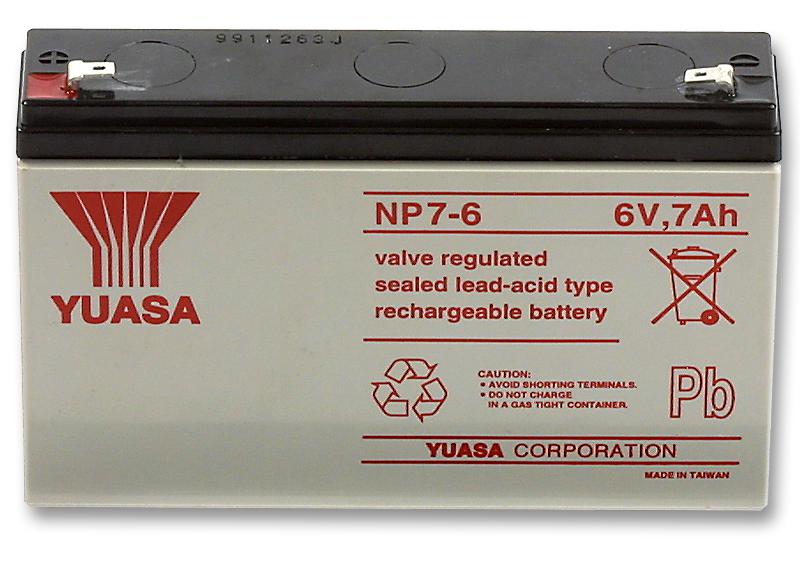 9911263J
YUASA
NP7-6 6V,7Ah
valve regulated
sealed lead-acid type
rechargeable battery
CAUTION:
• AVOID SHORTING TERMINALS.
• DO NOT CHARGE
IN A GAS TIGHT CONTAINER.
Pb
YUASA CORPORATION
MADE IN TAIWAN